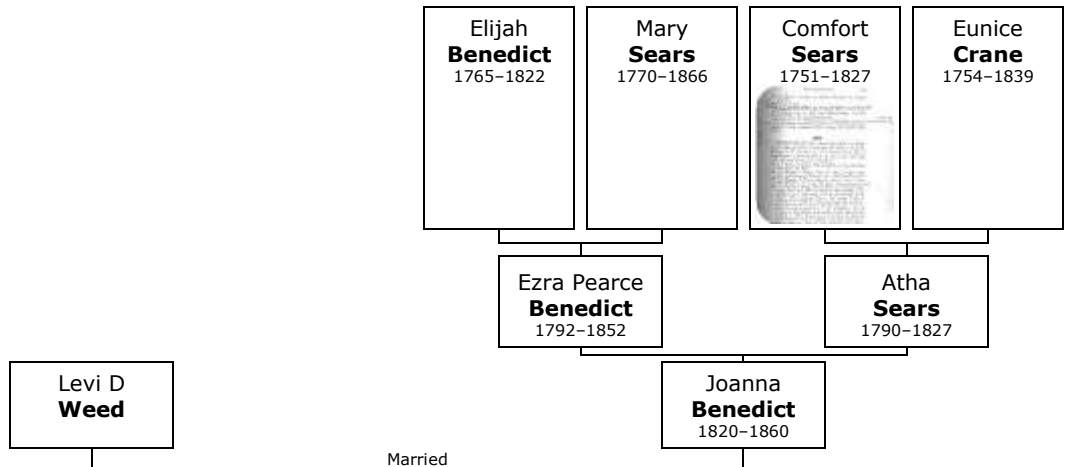 Elijah
Benedict
1765–1822
Mary
Sears
1770–1866
Comfort
Sears
1751–1827
Eunice
Crane
1754–1839
Ezra Pearce
Benedict
1792–1852
Atha
Sears
1790–1827
Levi D
Weed
Joanna
Benedict
1820–1860
Married